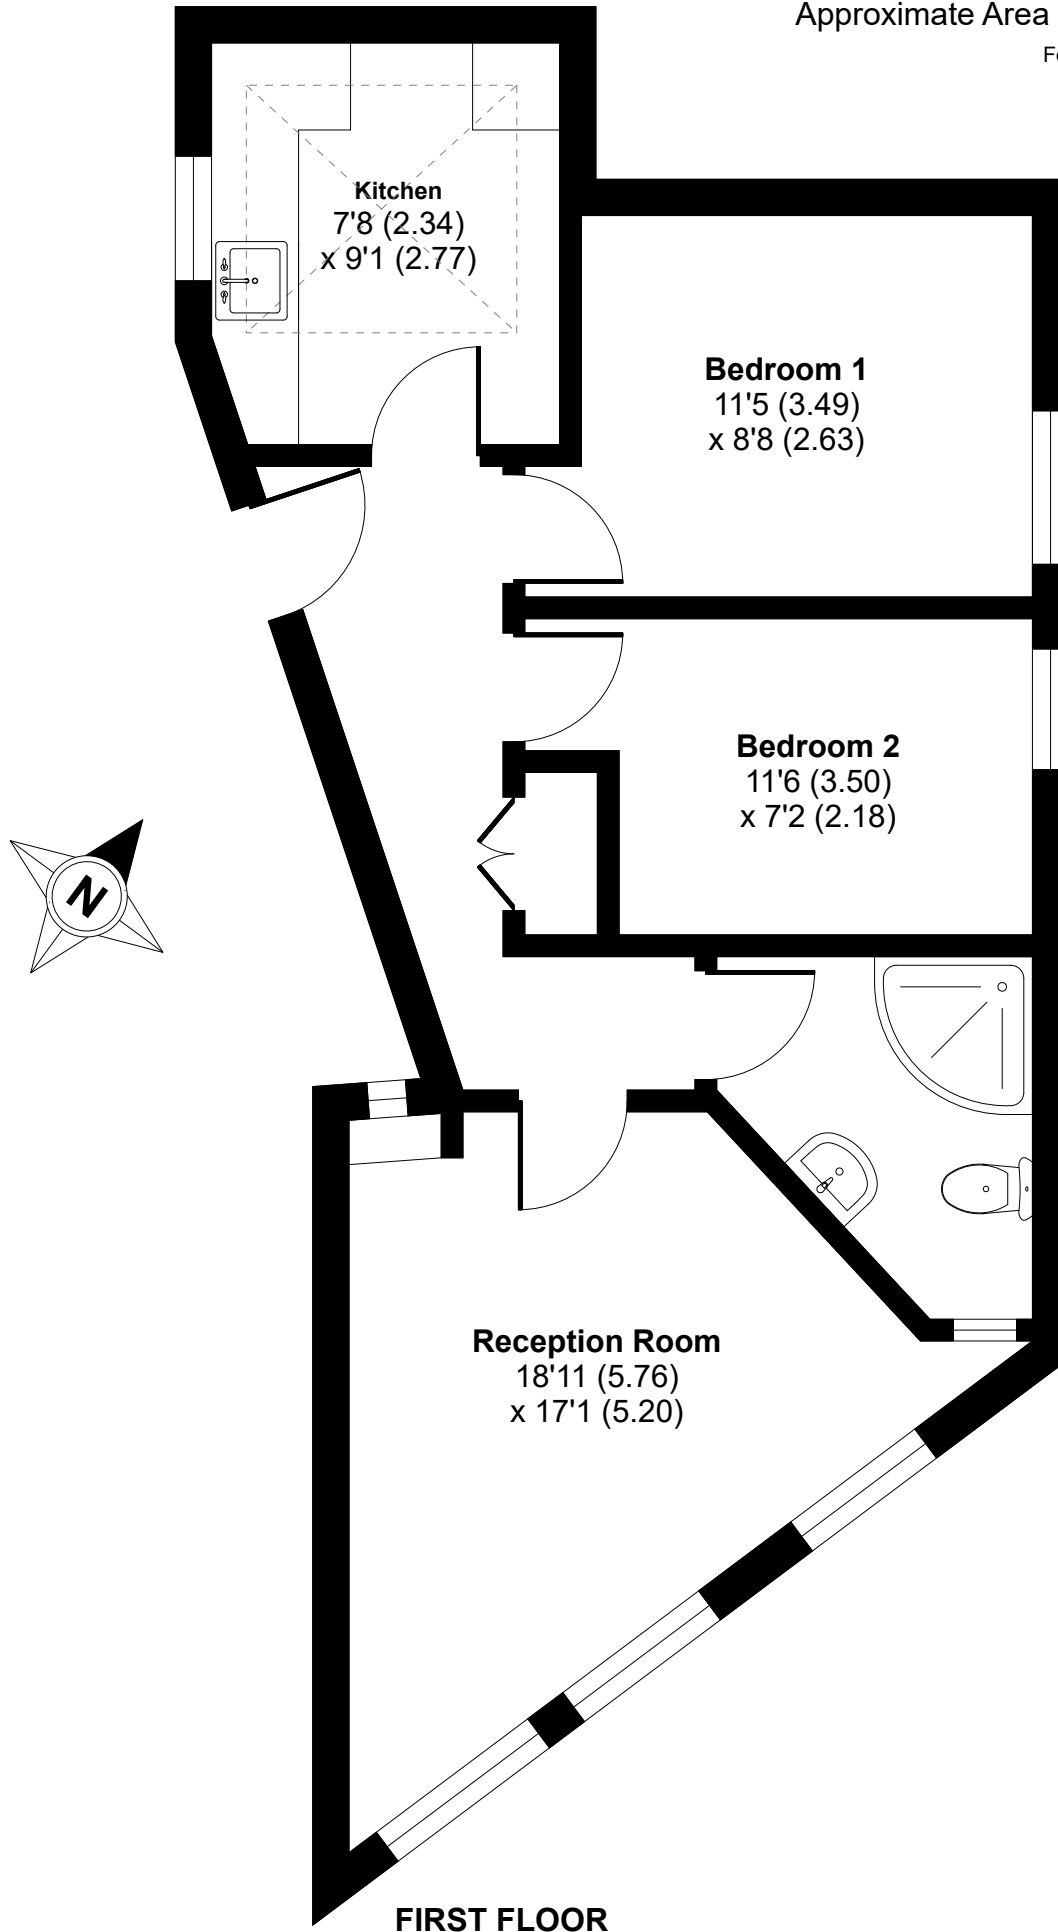 Approximate Area
Kitchen
7'8 (2.34)
x 9'1 (2.77)
Bedroom 1
11'5 (3.49)
x 8'8 (2.63)
Bedroom 2
11'6 (3.50)
x 7'2 (2.18)
N
Reception Room
18'11 (5.76)
x 17'1 (5.20)
FIRST FLOOR